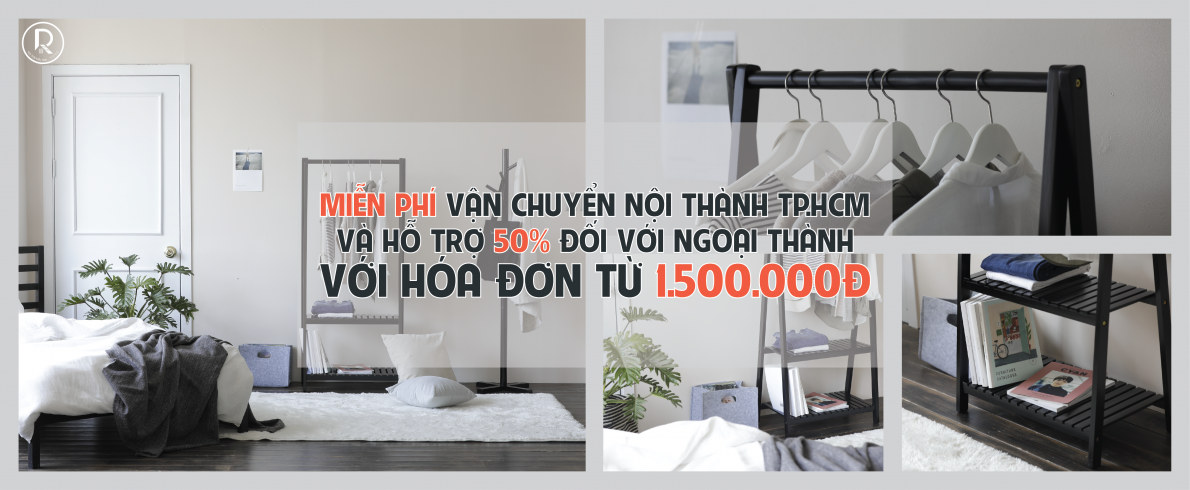 R
MIỄN PHÍ VẬN CHUYỂN NỘI THÀNH TP.HCM
VÀ HỖ TRỢ 50% ĐỐI VỚI NGOẠI THÀNH
VỚI HÓA ĐƠN TỪ 1.500.000Đ
CYAN